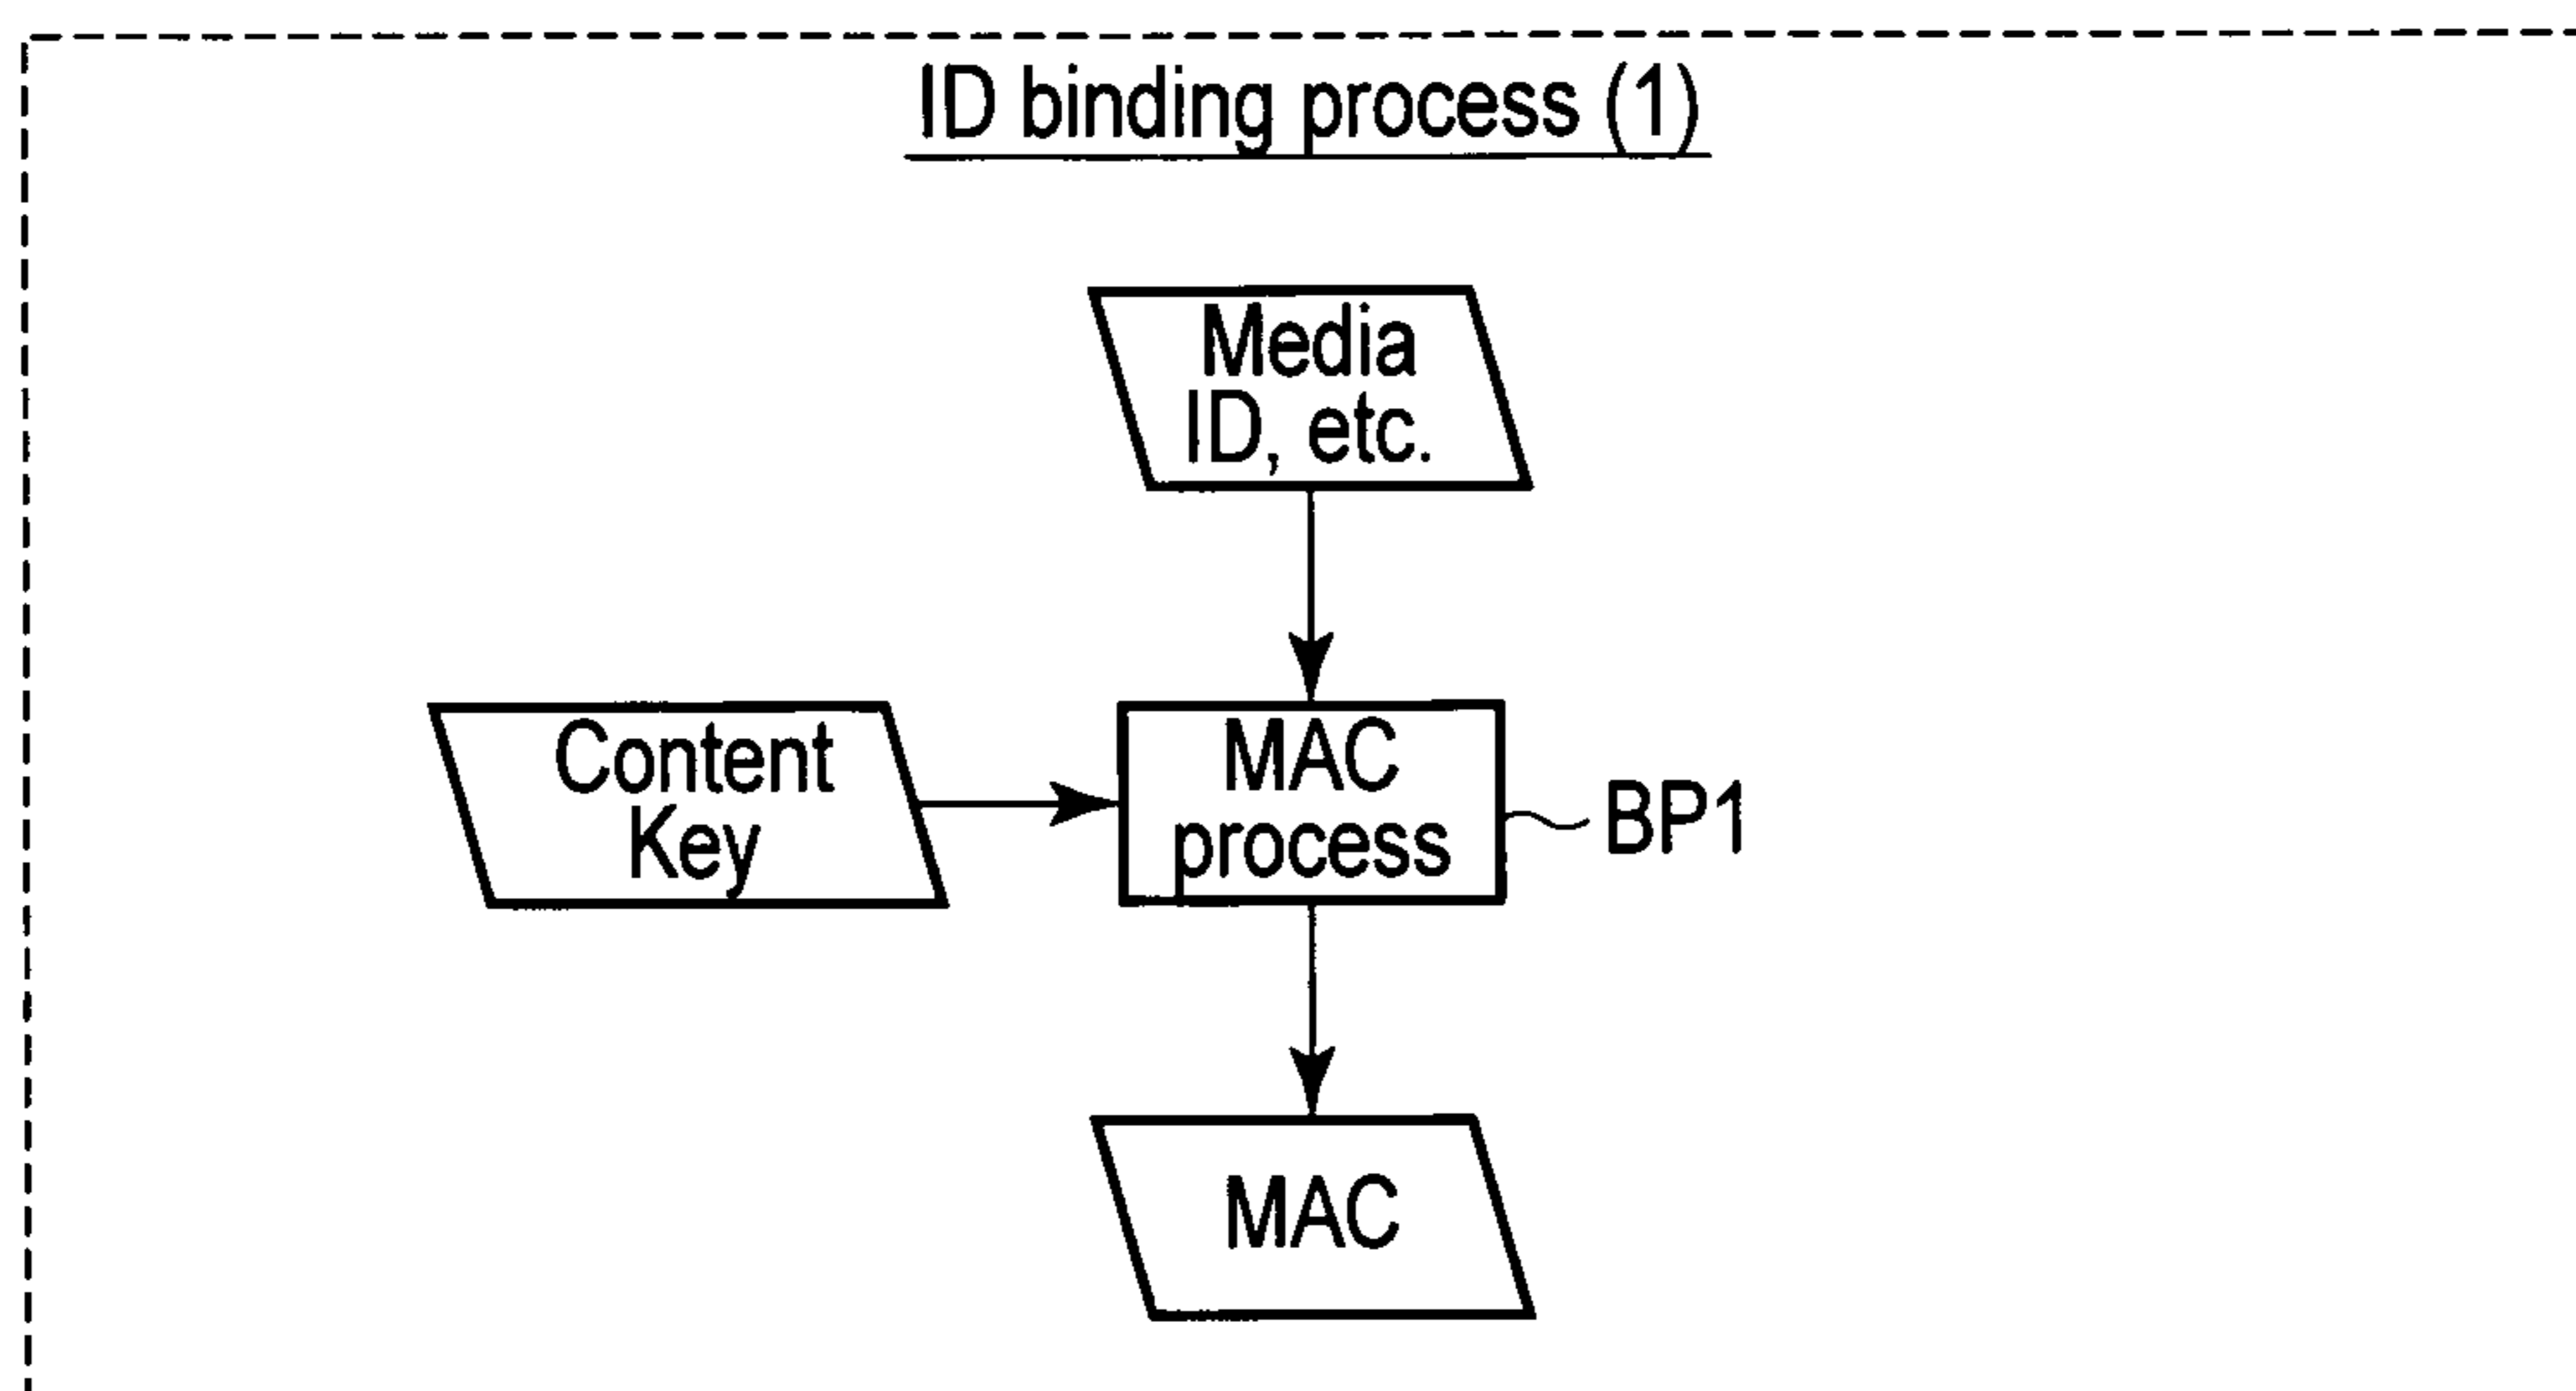 ID binding process (1)
Media
ID, etc.
Content
Key
MAC
process
BP1
MAC